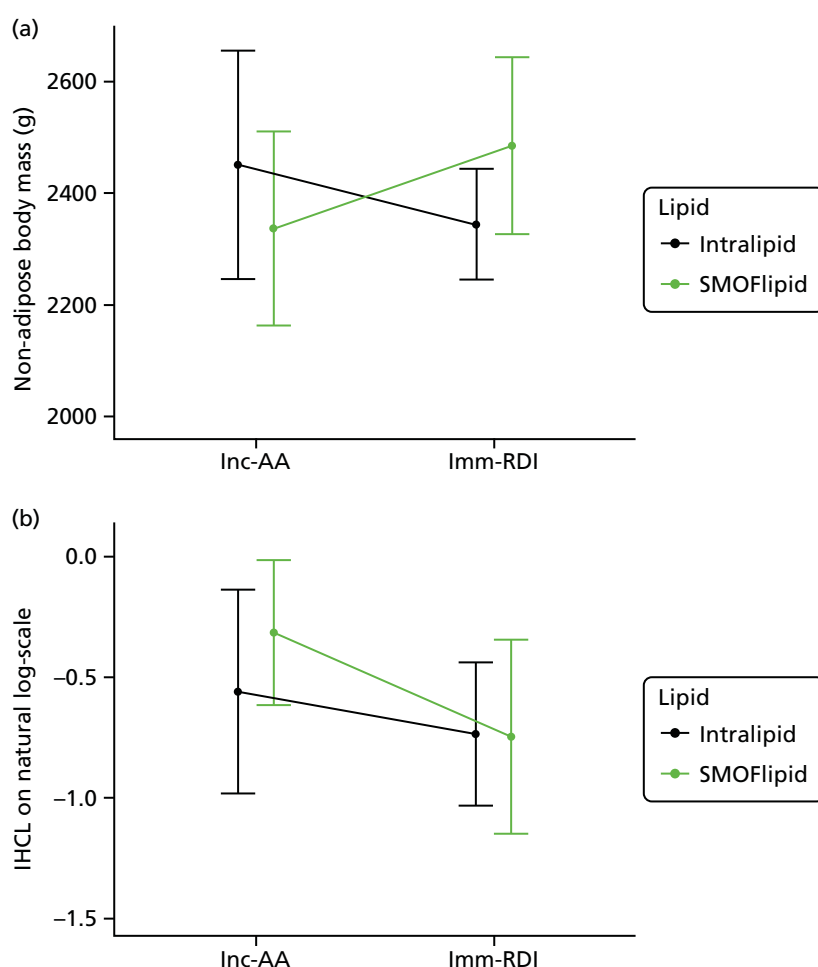 (a)
Non-adipose body mass (g)
2600
2400
2200
2000
Inc-AA
Imm-RDI
Lipid
Intralipid
SMOFlipid
(b)
IHCL on natural log-scale
0.0
−0.5
−1.0
−1.5
Inc-AA
Imm-RDI
Lipid
Intralipid
SMOFlipid